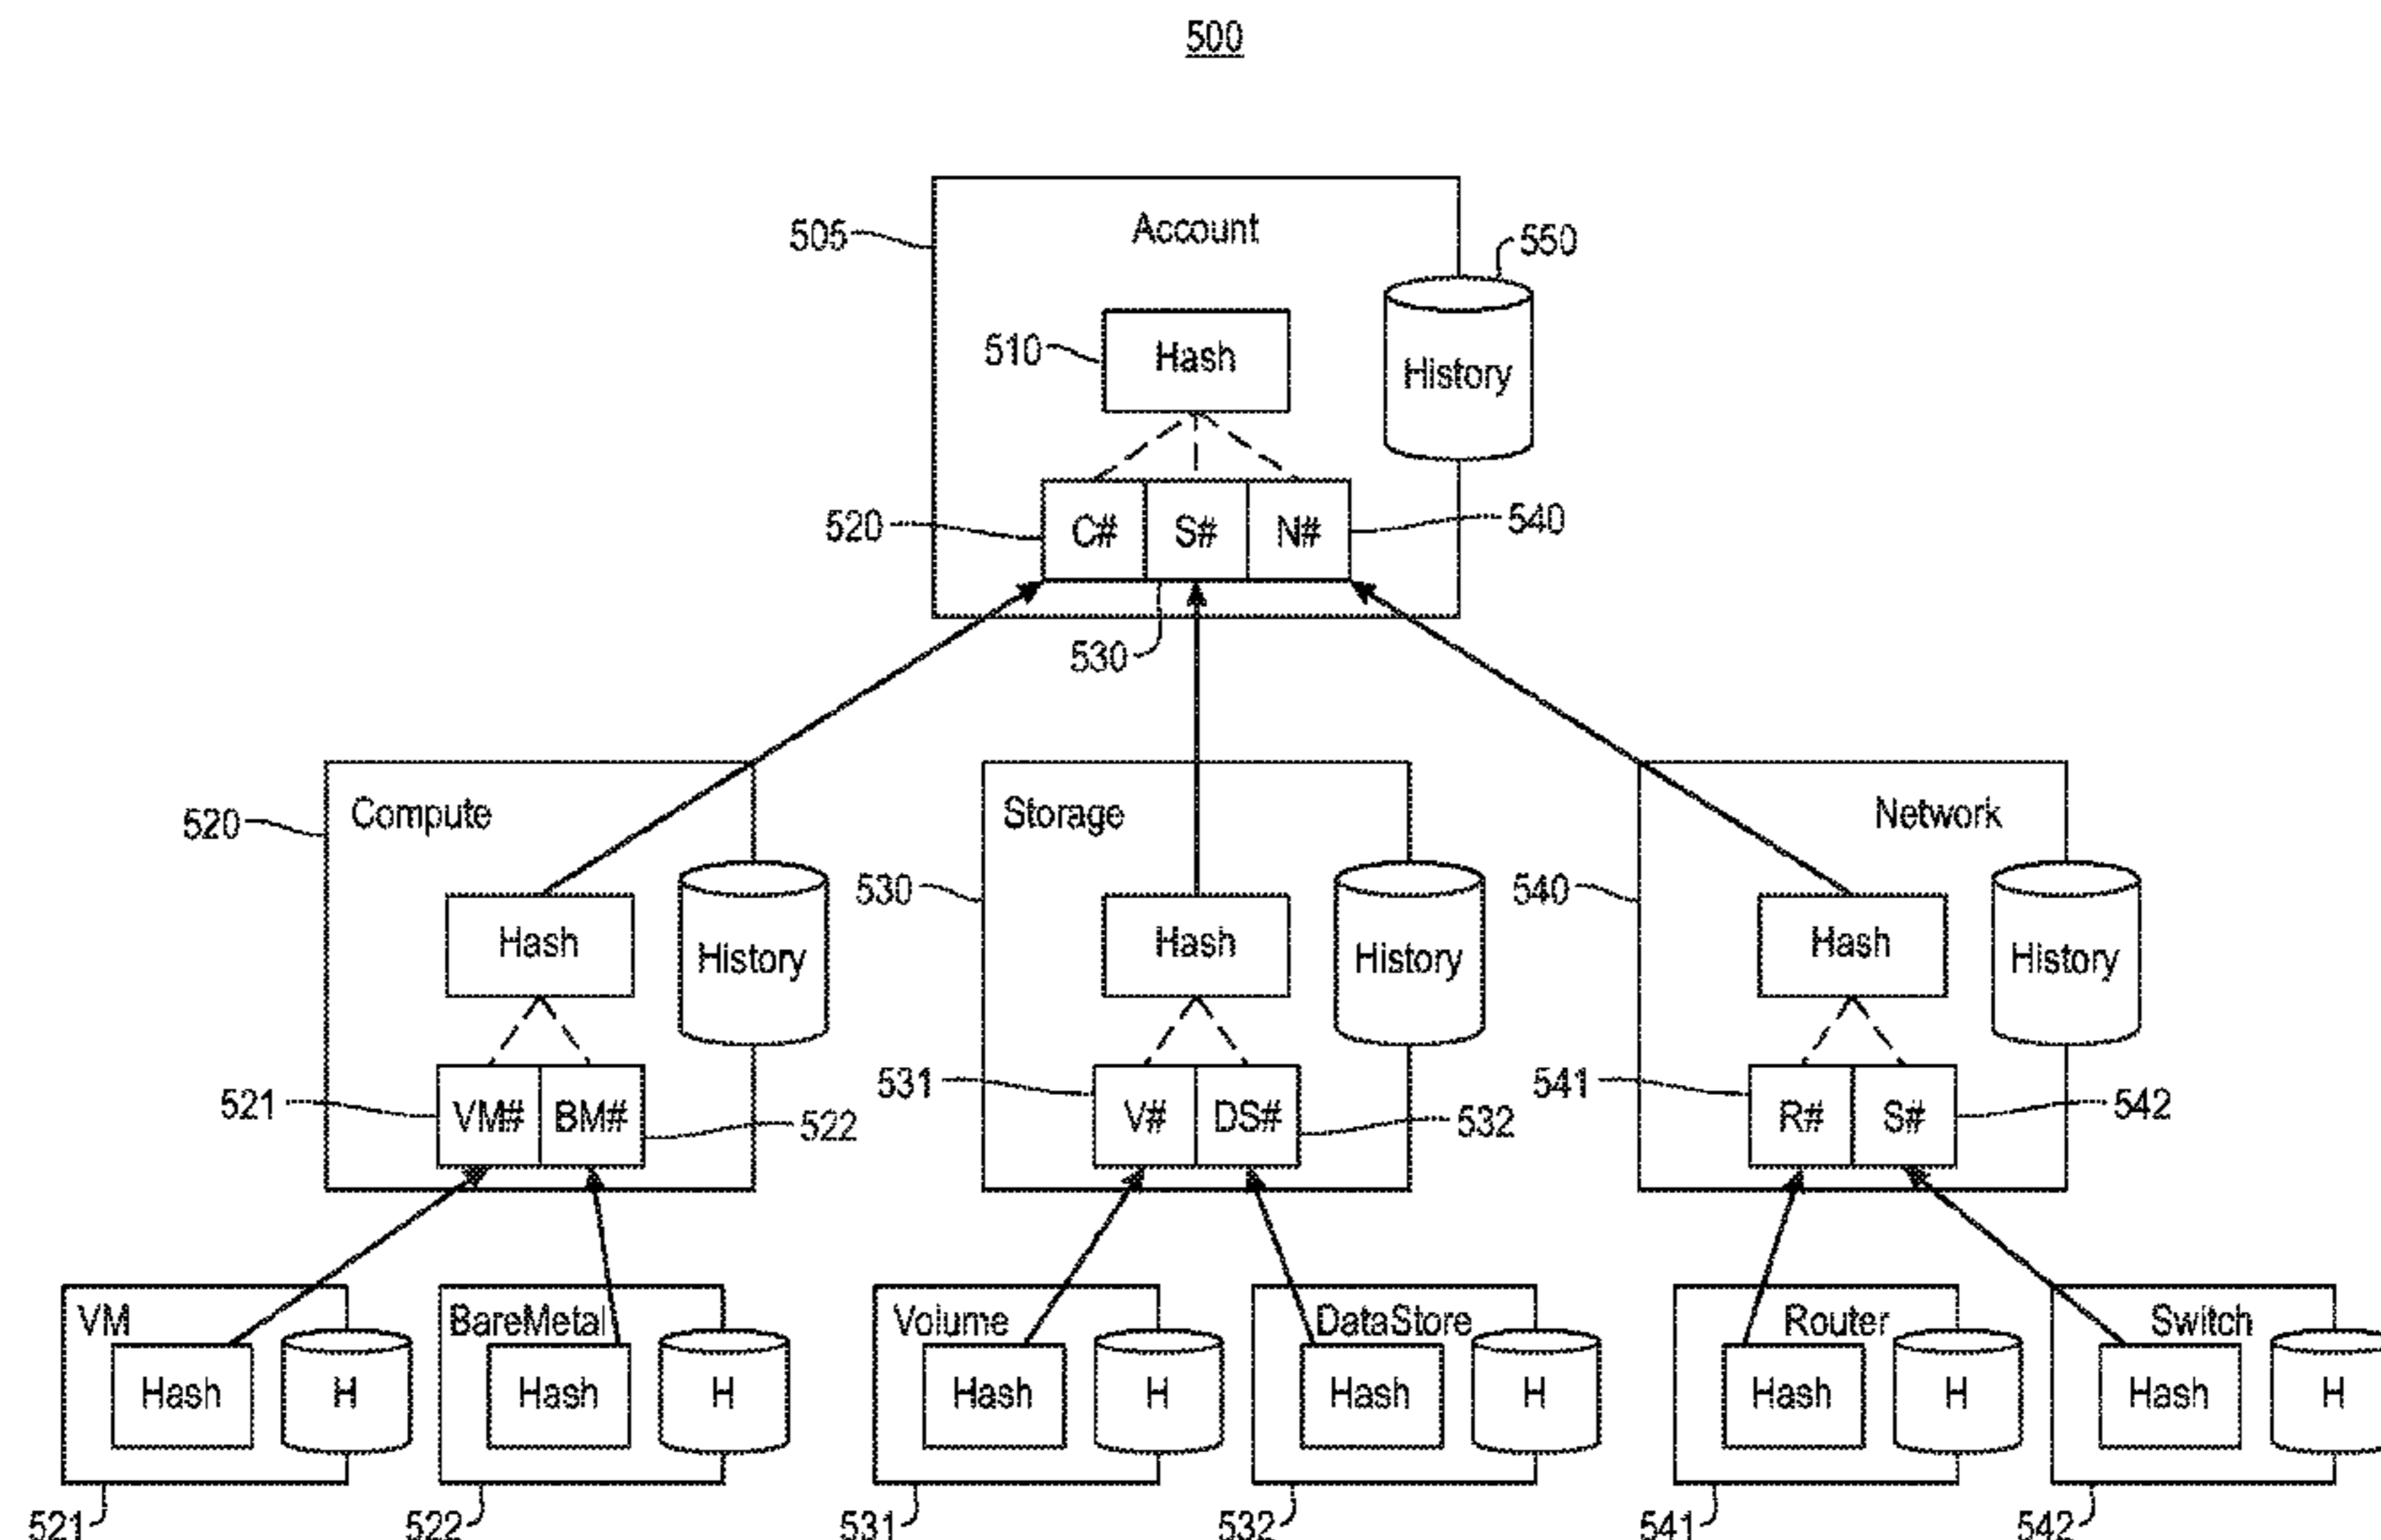 500
Account
505
550
510
Hash
History
520
C#
S#
N#
540
530
Compute
Storage
Network
520
530
540
Hash
History
Hash
History
Hash
History
521
VM#
BM#
522
531
V#
DS#
532
541
R#
S#
542
VM
BareMetal
Volume
DataStore
Router
Switch
Hash
H
Hash
H
Hash
H
Hash
H
Hash
H
Hash
H
521
522
531
532
541
542